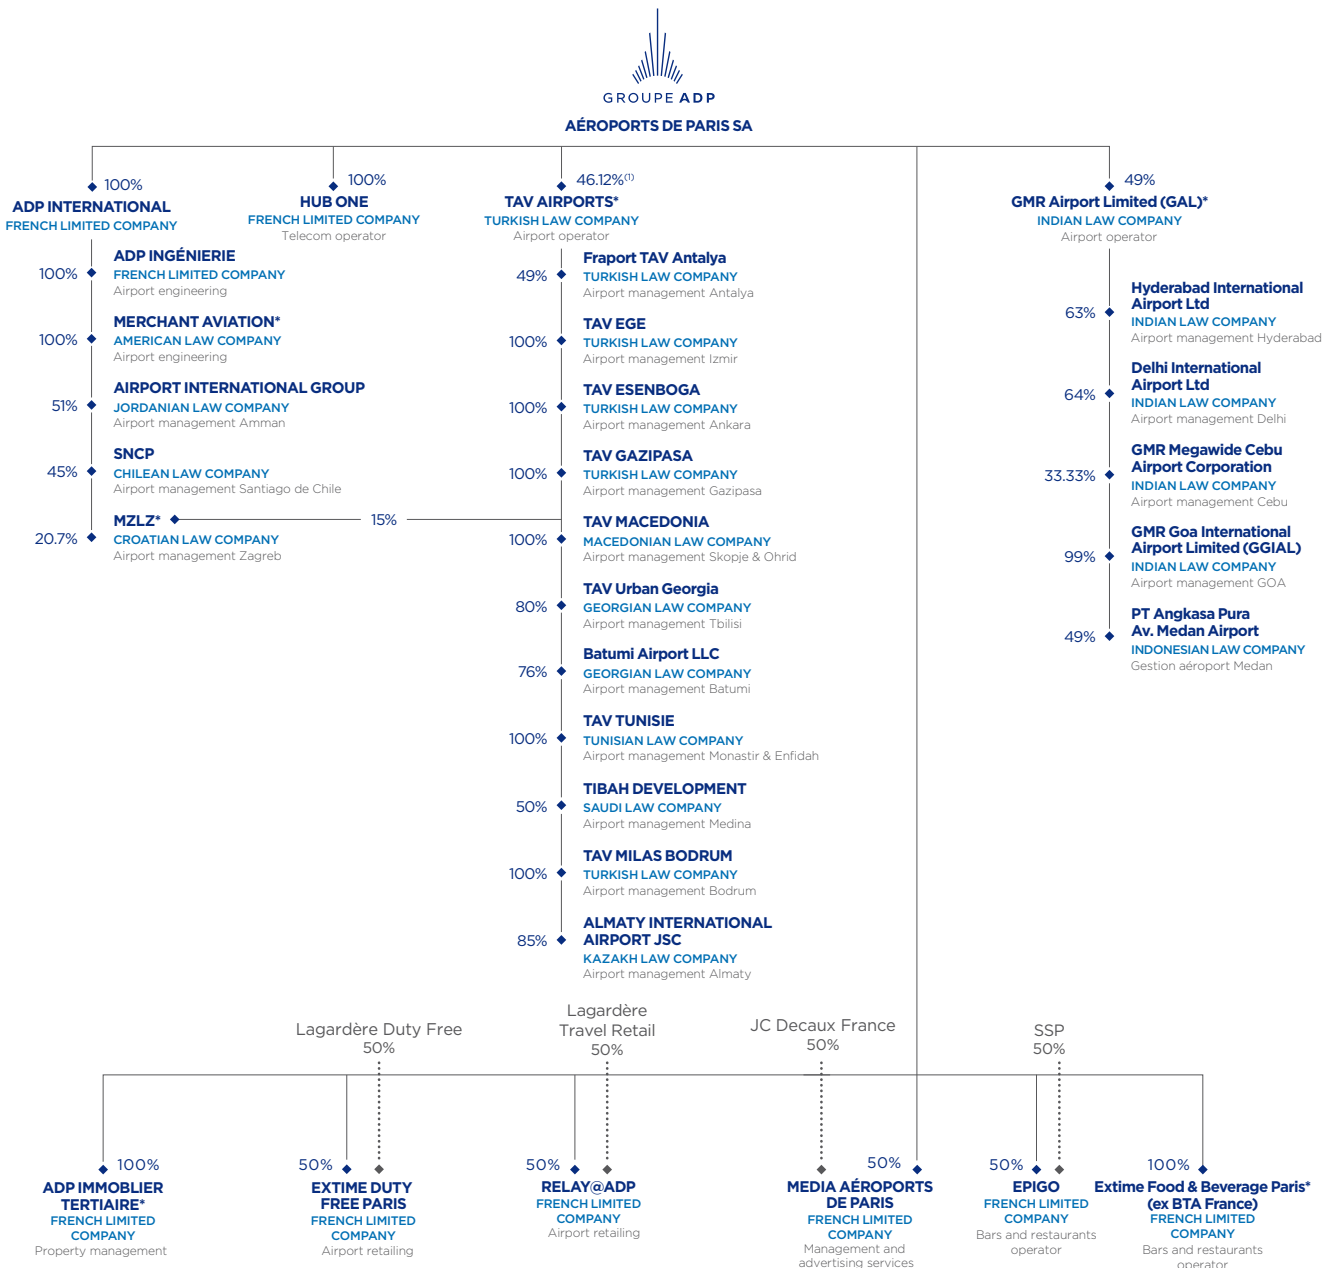 GROUPE ADP
AÉROPORTS DE PARIS SA
100%
ADP INTERNATIONAL
FRENCH LIMITED COMPANY
100%
ADP INGÉNIERIE
FRENCH LIMITED COMPANY
Airport engineering
100%
MERCHANT AVIATION*
AMERICAN LAW COMPANY
Airport engineering
51%
AIRPORT INTERNATIONAL GROUP
JORDANIAN LAW COMPANY
Airport management Amman
45%
SNCP
CHILEAN LAW COMPANY
Airport management Santiago de Chile
20.7%
MZLZ*
CROATIAN LAW COMPANY
Airport management Zagreb
15%
100%
HUB ONE
FRENCH LIMITED COMPANY
Telecom operator
46.12%(1)
TAV AIRPORTS*
TURKISH LAW COMPANY
Airport operator
49%
Fraport TAV Antalya
TURKISH LAW COMPANY
Airport management Antalya
100%
TAV EGE
TURKISH LAW COMPANY
Airport management Izmir
100%
TAV ESENBOGA
TURKISH LAW COMPANY
Airport management Ankara
100%
TAV GAZIPASA
TURKISH LAW COMPANY
Airport management Gazipasa
100%
TAV MACEDONIA
MACEDONIAN LAW COMPANY
Airport management Skopje & Ohrid
80%
TAV Urban Georgia
GEORGIAN LAW COMPANY
Airport management Tbilisi
76%
Batumi Airport LLC
GEORGIAN LAW COMPANY
Airport management Batumi
100%
TAV TUNISIE
TUNISIAN LAW COMPANY
Airport management Monastir & Enfidah
50%
TIBAH DEVELOPMENT
SAUDI LAW COMPANY
Airport management Medina
100%
TAV MILAS BODRUM
TURKISH LAW COMPANY
Airport management Bodrum
85%
ALMATY INTERNATIONAL
AIRPORT JSC
KAZAKH LAW COMPANY
Airport management Almaty
49%
GMR Airport Limited (GAL)*
INDIAN LAW COMPANY
Airport operator
63%
Hyderabad International
Airport Ltd
INDIAN LAW COMPANY
Airport management Hyderabad
64%
Delhi International
Airport Ltd
INDIAN LAW COMPANY
Airport management Delhi
33.33%
GMR Megawide Cebu
Airport Corporation
INDIAN LAW COMPANY
Airport management Cebu
99%
GMR Goa International
Airport Limited (GGIAL)
INDIAN LAW COMPANY
Airport management GOA
49%
PT Angkasa Pura
Av. Medan Airport
INDONESIAN LAW COMPANY
Gestion aéroport Medan
Lagardère Duty Free
50%
Lagardère
Travel Retail
50%
JC Decaux France
50%
SSP
50%
100%
ADP IMMOBLIER
TERTIAIRE*
FRENCH LIMITED
COMPANY
Property management
50%
EXTIME DUTY
FREE PARIS
FRENCH LIMITED
COMPANY
Airport retailing
50%
RELAY@ADP
FRENCH LIMITED
COMPANY
Airport retailing
50%
MEDIA AÉROPORTS
DE PARIS
FRENCH LIMITED
COMPANY
Management and
advertising services
50%
EPIGO
FRENCH LIMITED
COMPANY
Bars and restaurants
operator
100%
Extime Food & Beverage Paris*
(ex BTA France)
FRENCH LIMITED
COMPANY
Bars and restaurants
operator